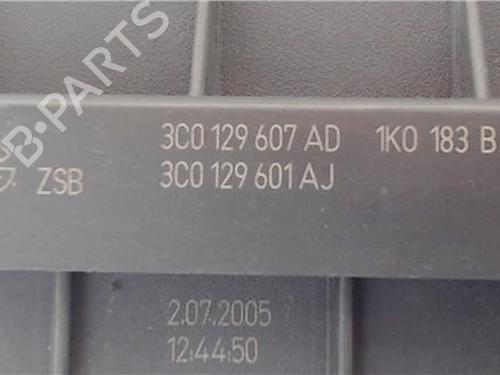 3C0 129 607 AD 1K0 183 B
ZSB 3C0 129 601 AJ
2.07.2005
12:44:50
B-PARTS